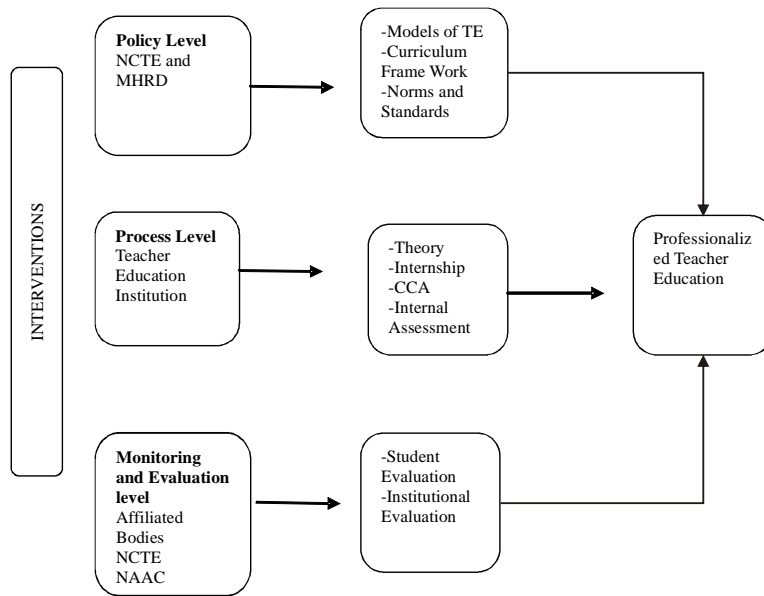 INTERVENTIONS
Policy Level
NCTE and
MHRD
-Models of TE
-Curriculum
Frame Work
-Norms and
Standards
Process Level
Teacher
Education
Institution
-Theory
-Internship
-CCA
-Internal
Assessment
Professionaliz
ed Teacher
Education
Monitoring
and Evaluation
level
Affiliated
Bodies
NCTE
NAAC
-Student
Evaluation
-Institutional
Evaluation